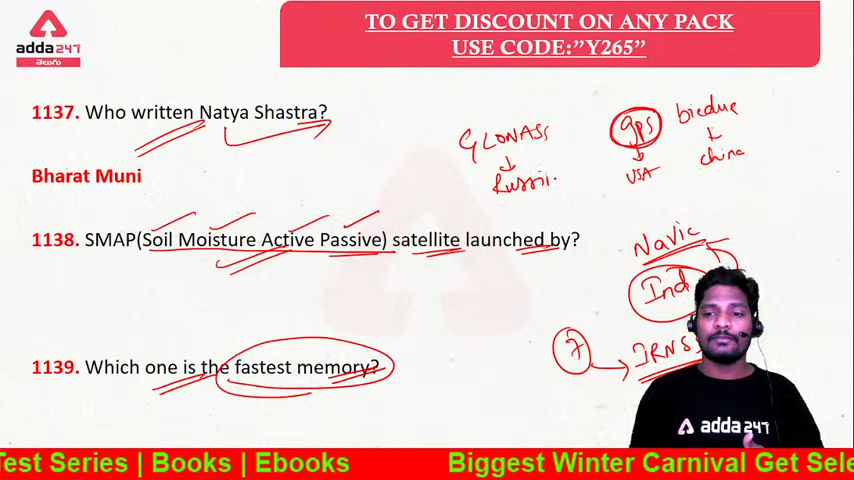 adda247
తెలుగు
TO GET DISCOUNT ON ANY PACK
USE CODE:”Y265”
1137. Who written Natya Shastra?
Bharat Muni
GLONASS
Russii.
gps
USA
biedue
china
1138. SMAP(Soil Moisture Active Passive) satellite launched by?
Navic
Ind
1139. Which one is the fastest memory?
7
IRNS
adda247
Test Series | Books | Ebooks
Biggest Winter Carnival Get Sele